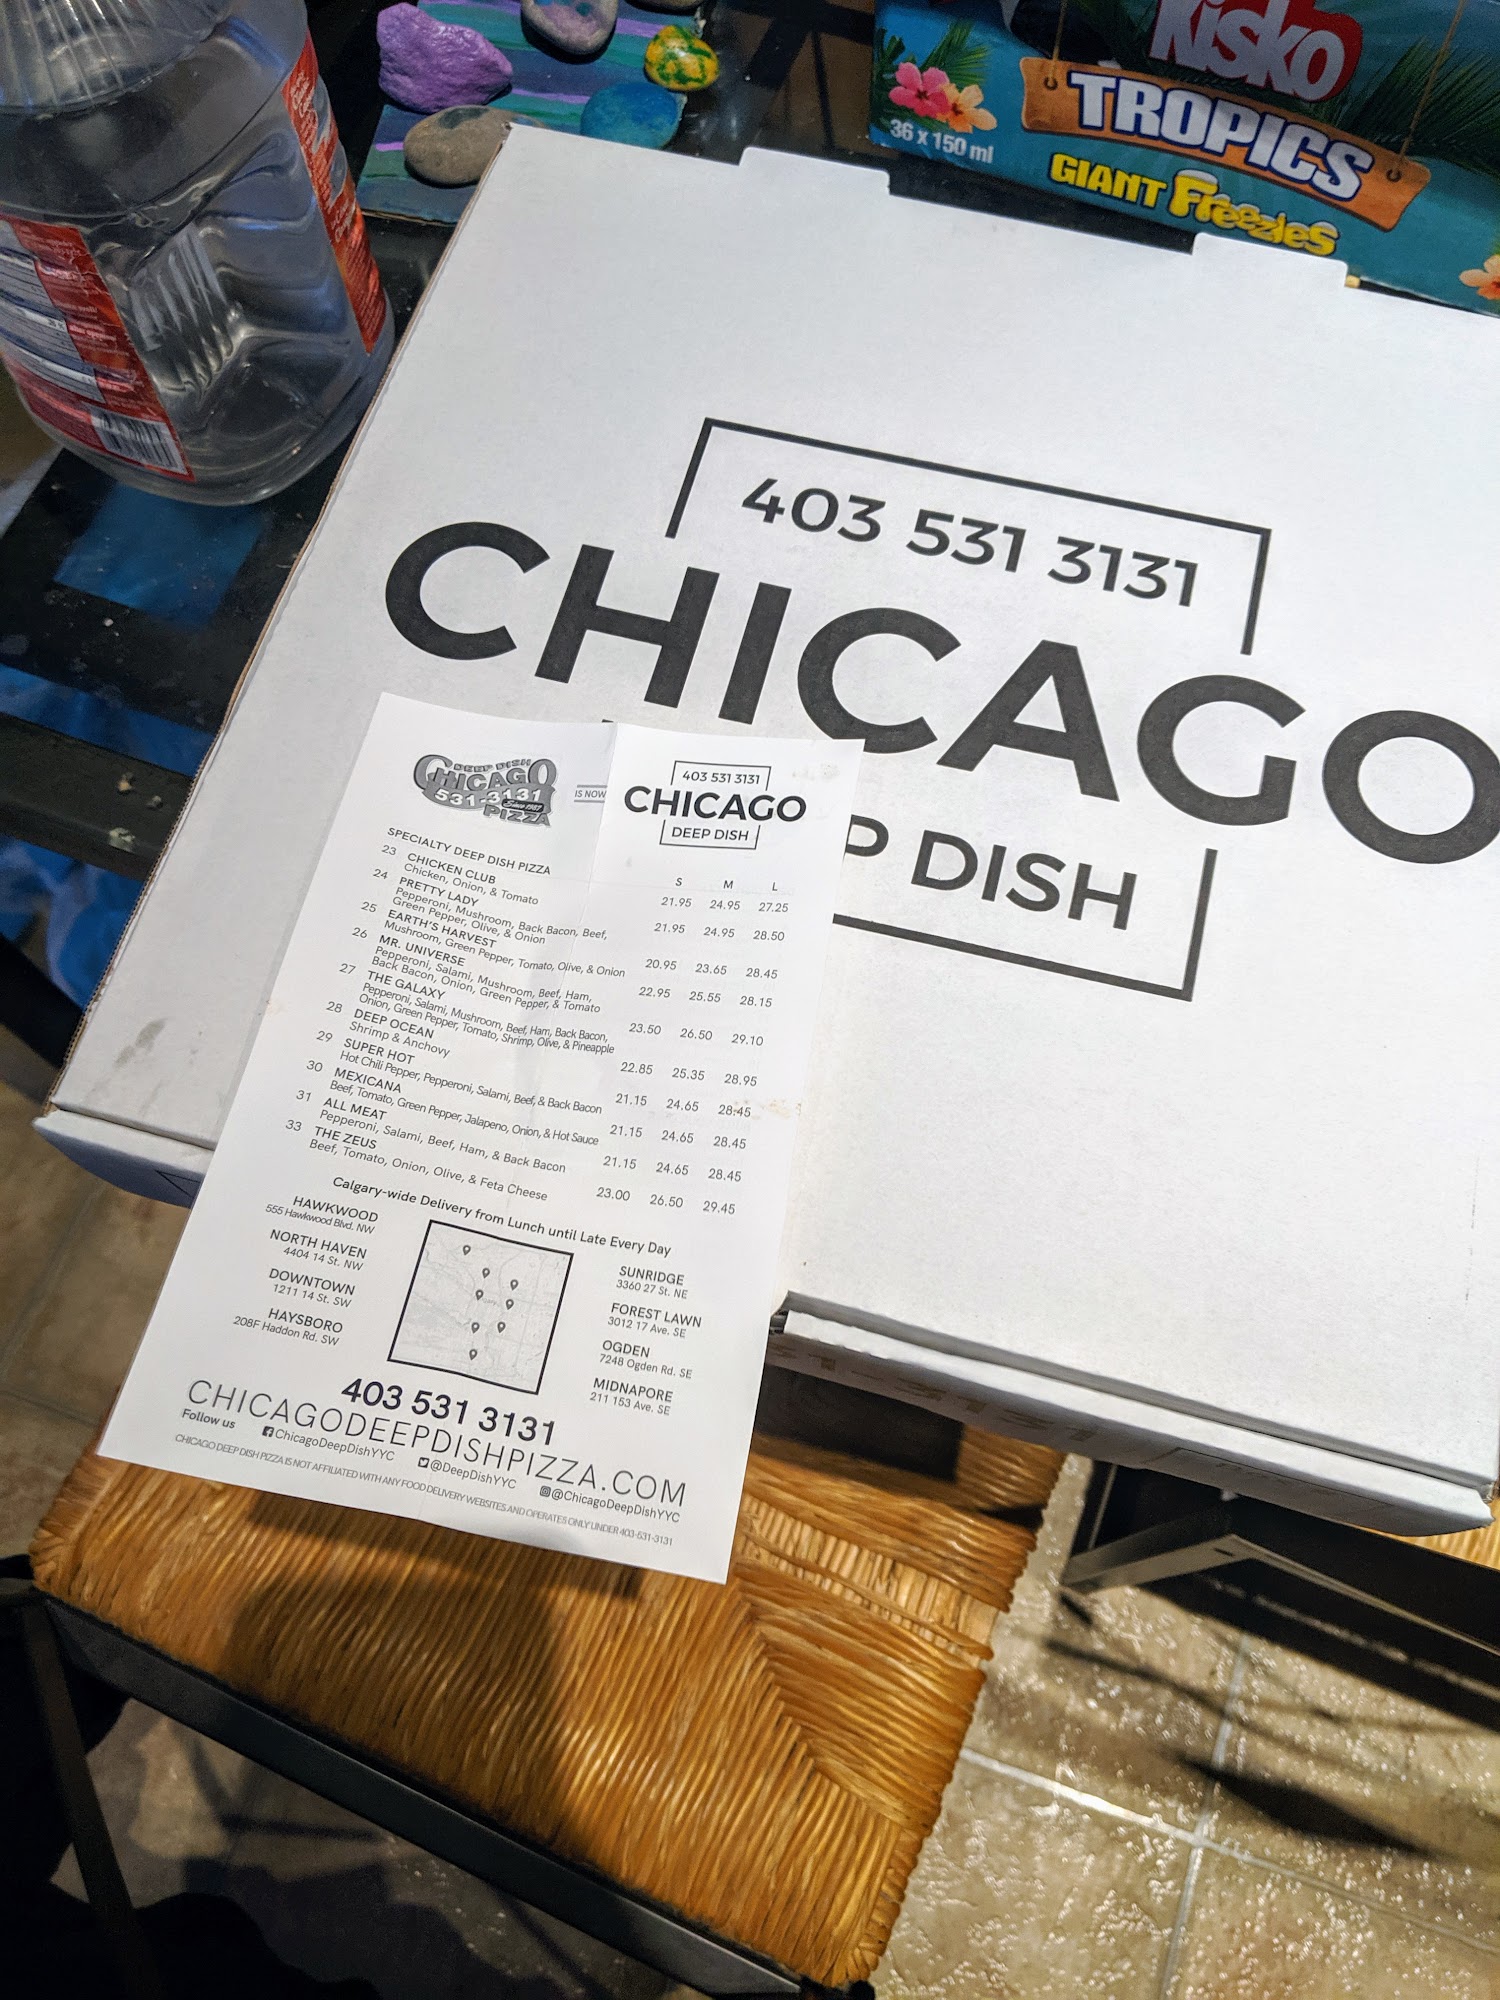 Kisko
TROPICS
36 x 150 ml
GIANT Freezies
403 531 3131
CHICAGO
DEEP DISH
DEEP DISH
CHICAGO
531-3131
Since 1987
PIZZA
IS NOW
403 531 3131
CHICAGO
DEEP DISH
SPECIALTY DEEP DISH PIZZA
S M L
23 CHICKEN CLUB 21.95 24.95 27.25
Chicken, Onion, & Tomato
24 PRETTY LADY 21.95 24.95 28.50
Pepperoni, Mushroom, Back Bacon, Beef,
Green Pepper, Olive, & Onion
25 EARTH'S HARVEST 20.95 23.65 28.45
Mushroom, Green Pepper, Tomato, Olive, & Onion
26 MR. UNIVERSE 22.95 25.55 28.15
Pepperoni, Salami, Mushroom, Beef, Ham,
Back Bacon, Onion, Green Pepper, & Tomato
27 THE GALAXY 23.50 26.50 29.10
Pepperoni, Salami, Mushroom, Beef, Ham, Back Bacon,
Onion, Green Pepper, Tomato, Shrimp, Olive, & Pineapple
28 DEEP OCEAN 22.85 25.35 28.95
Shrimp & Anchovy
29 SUPER HOT 21.15 24.65 28.45
Hot Chili Pepper, Pepperoni, Salami, Beef, & Back Bacon
30 MEXICANA 21.15 24.65 28.45
Beef, Tomato, Green Pepper, Jalapeno, Onion, & Hot Sauce
31 ALL MEAT 21.15 24.65 28.45
Pepperoni, Salami, Beef, Ham, & Back Bacon
33 THE ZEUS 23.00 26.50 29.45
Beef, Tomato, Onion, Olive, & Feta Cheese
Calgary-wide Delivery from Lunch until Late Every Day
HAWKWOOD
555 Hawkwood Blvd. NW
NORTH HAVEN
4404 14 St. NW
DOWNTOWN
1211 14 St. SW
HAYSBORO
208F Haddon Rd. SW
SUNRIDGE
3360 27 St. NE
FOREST LAWN
3012 17 Ave. SE
OGDEN
7248 Ogden Rd. SE
MIDNAPORE
211 153 Ave. SE
403 531 3131
CHICAGODEEPDISHPIZZA.COM
Follow us
ChicagoDeepDishYYC
@DeepDishYYC
@ChicagoDeepDishYYC
CHICAGO DEEP DISH PIZZA IS NOT AFFILIATED WITH ANY FOOD DELIVERY WEBSITES AND OPERATES ONLY UNDER 403-531-3131